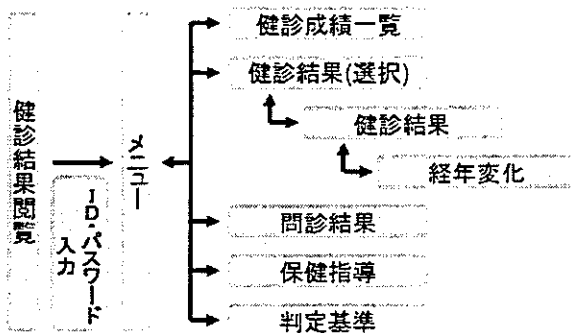 健診結果閲覧
ID・パスワード
入力
メニュー
健診成績一覧
健診結果(選択)
健診結果
経年変化
問診結果
保健指導
判定基準